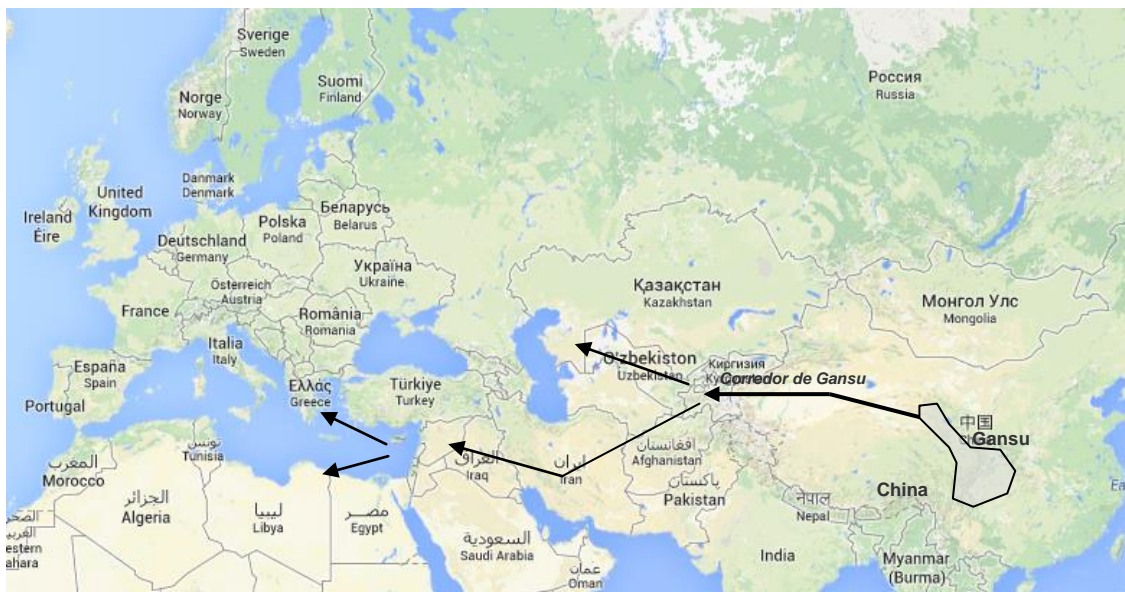 Sverige
Sweden
Suomi
Finland
Norge
Norway
Россия
Russia
Danmark
Denmark
United
Kingdom
Ireland
Éire
Беларусь
Belarus
Polska
Poland
Deutschland
Germany
Україна
Ukraine
Österreich
Austria
Қазақстан
Kazakhstan
Монгол Улс
Mongolia
France
România
Romania
Italia
Italy
O'zbekiston
Uzbekistan
Киргизия
Corredor de Gansu
España
Spain
Ελλάς
Greece
Türkiye
Turkey
Portugal
中国
Gansu
تونس
Tunisia
المغرب
Morocco
العراق
Iraq
ایران
Iran
افغانستان
Afghanistan
پاکستان
Pakistan
China
الجزائر
Algeria
ليبيا
Libya
مصر
Egypt
नेपाल
Nepal
السعودية
Saudi Arabia
India
Myanmar
(Burma)
عمان
Oman